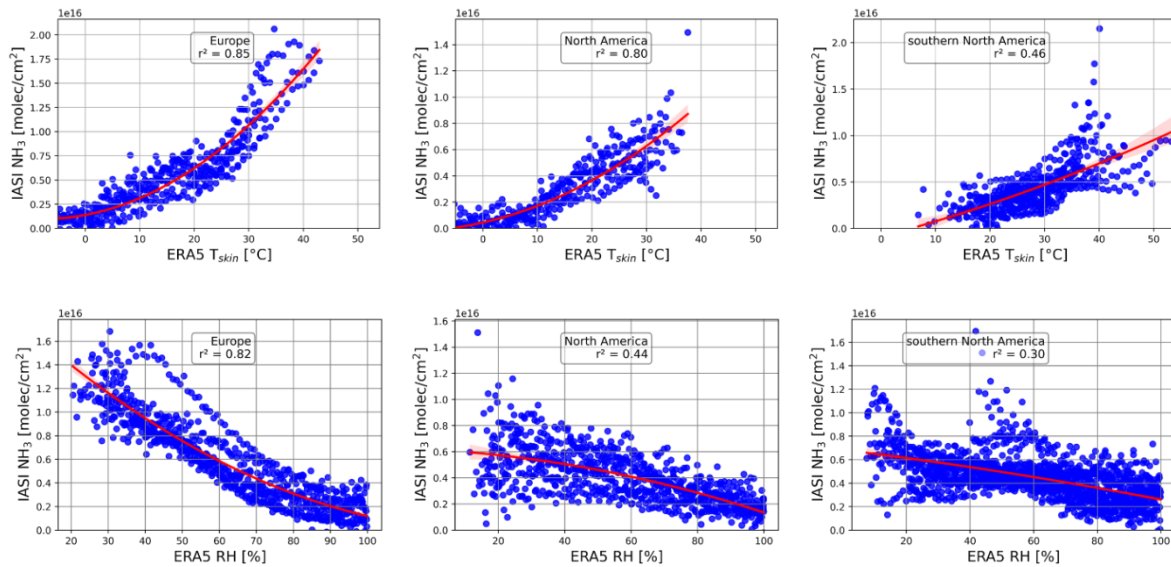 1e16
Europe
r² = 0.85
2.00
1.75
1.50
1.25
1.00
0.75
0.50
0.25
0.00
IASI NH₃ [molec/cm²]
0 10 20 30 40 50
ERA5 Tskin [°C]
1e16
North America
r² = 0.80
1.4
1.2
1.0
0.8
0.6
0.4
0.2
0.0
IASI NH₃ [molec/cm²]
0 10 20 30 40 50
ERA5 Tskin [°C]
1e16
southern North America
r² = 0.46
2.0
1.5
1.0
0.5
0.0
IASI NH₃ [molec/cm²]
0 10 20 30 40 50
ERA5 Tskin [°C]
1e16
Europe
r² = 0.82
1.8
1.6
1.4
1.2
1.0
0.8
0.6
0.4
0.2
0.0
IASI NH₃ [molec/cm²]
20 30 40 50 60 70 80 90 100
ERA5 RH [%]
1e16
North America
r² = 0.44
1.6
1.4
1.2
1.0
0.8
0.6
0.4
0.2
0.0
IASI NH₃ [molec/cm²]
20 40 60 80 100
ERA5 RH [%]
1e16
southern North America
r² = 0.30
1.6
1.4
1.2
1.0
0.8
0.6
0.4
0.2
0.0
IASI NH₃ [molec/cm²]
20 40 60 80 100
ERA5 RH [%]